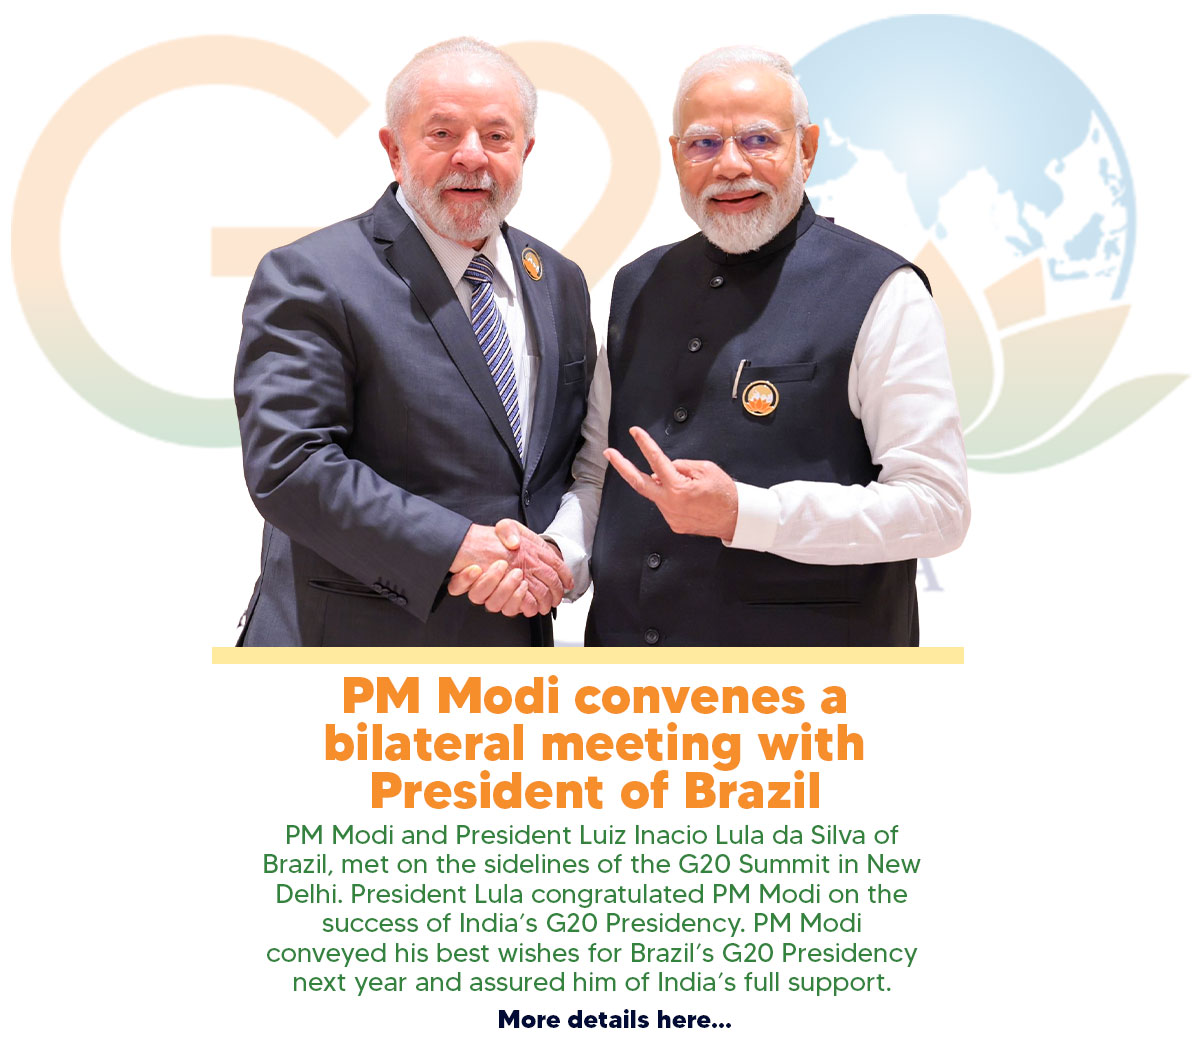 G20
PM Modi convenes a
bilateral meeting with
President of Brazil
PM Modi and President Luiz Inacio Lula da Silva of
Brazil, met on the sidelines of the G20 Summit in New
Delhi. President Lula congratulated PM Modi on the
success of India’s G20 Presidency. PM Modi
conveyed his best wishes for Brazil’s G20 Presidency
next year and assured him of India’s full support.
More details here...